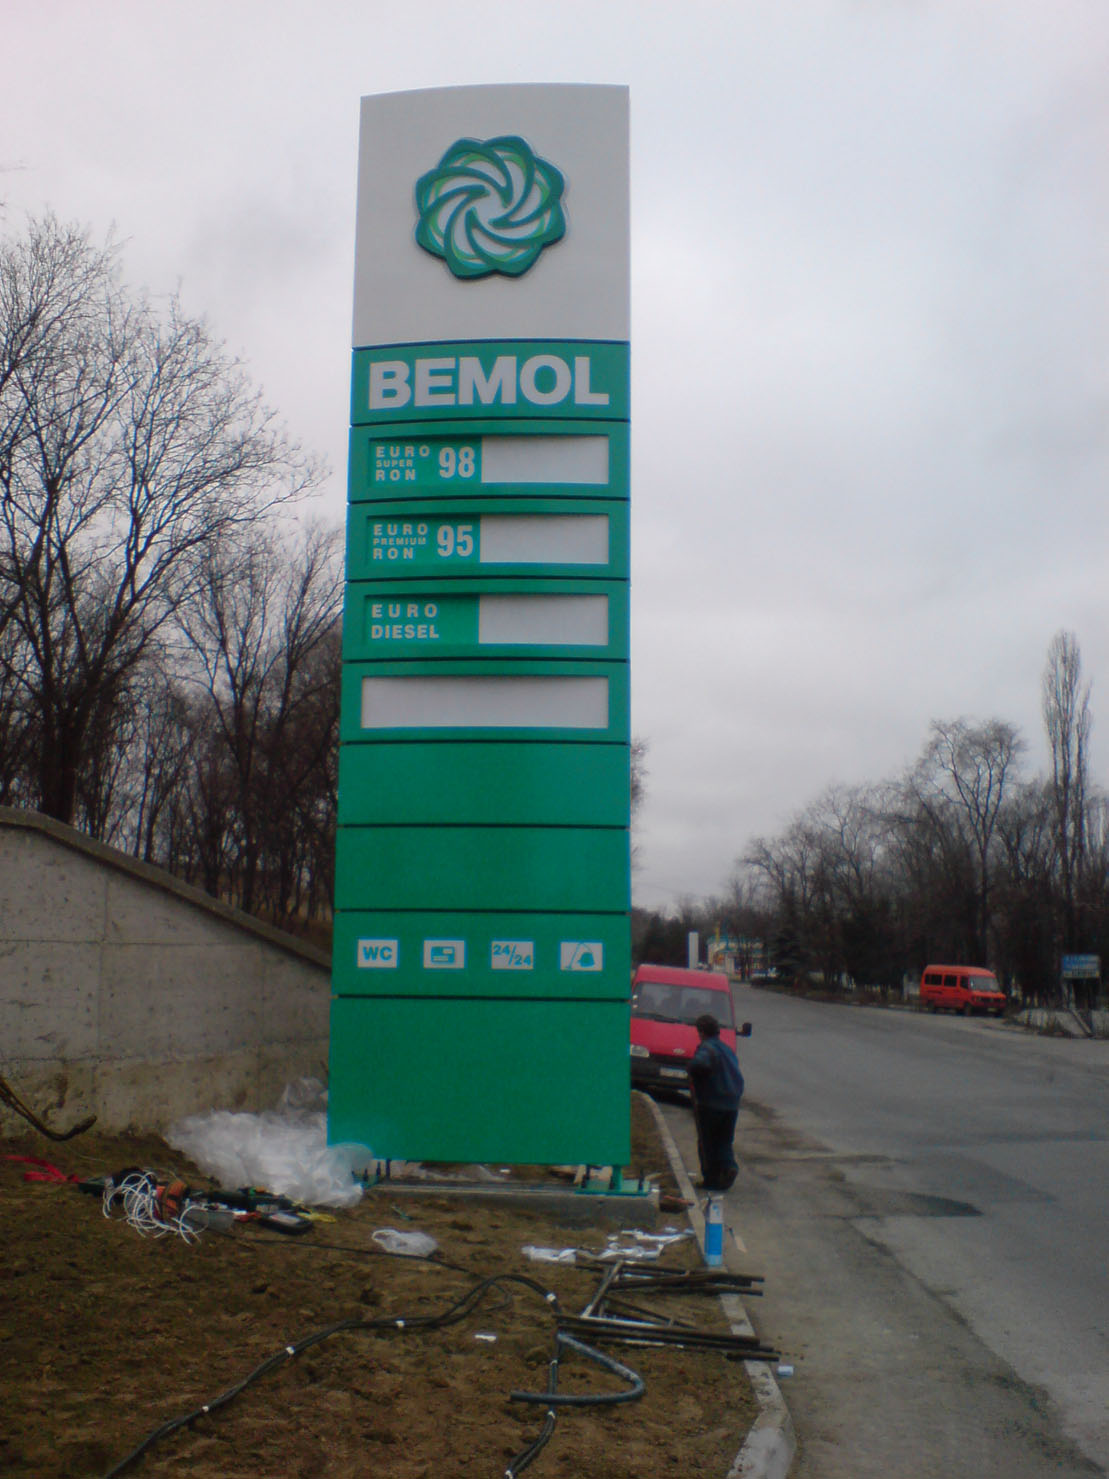 BEMOL
EURO
SUPER
RON
98
EURO
PREMIUM
RON
95
EURO
DIESEL
WC
24/24